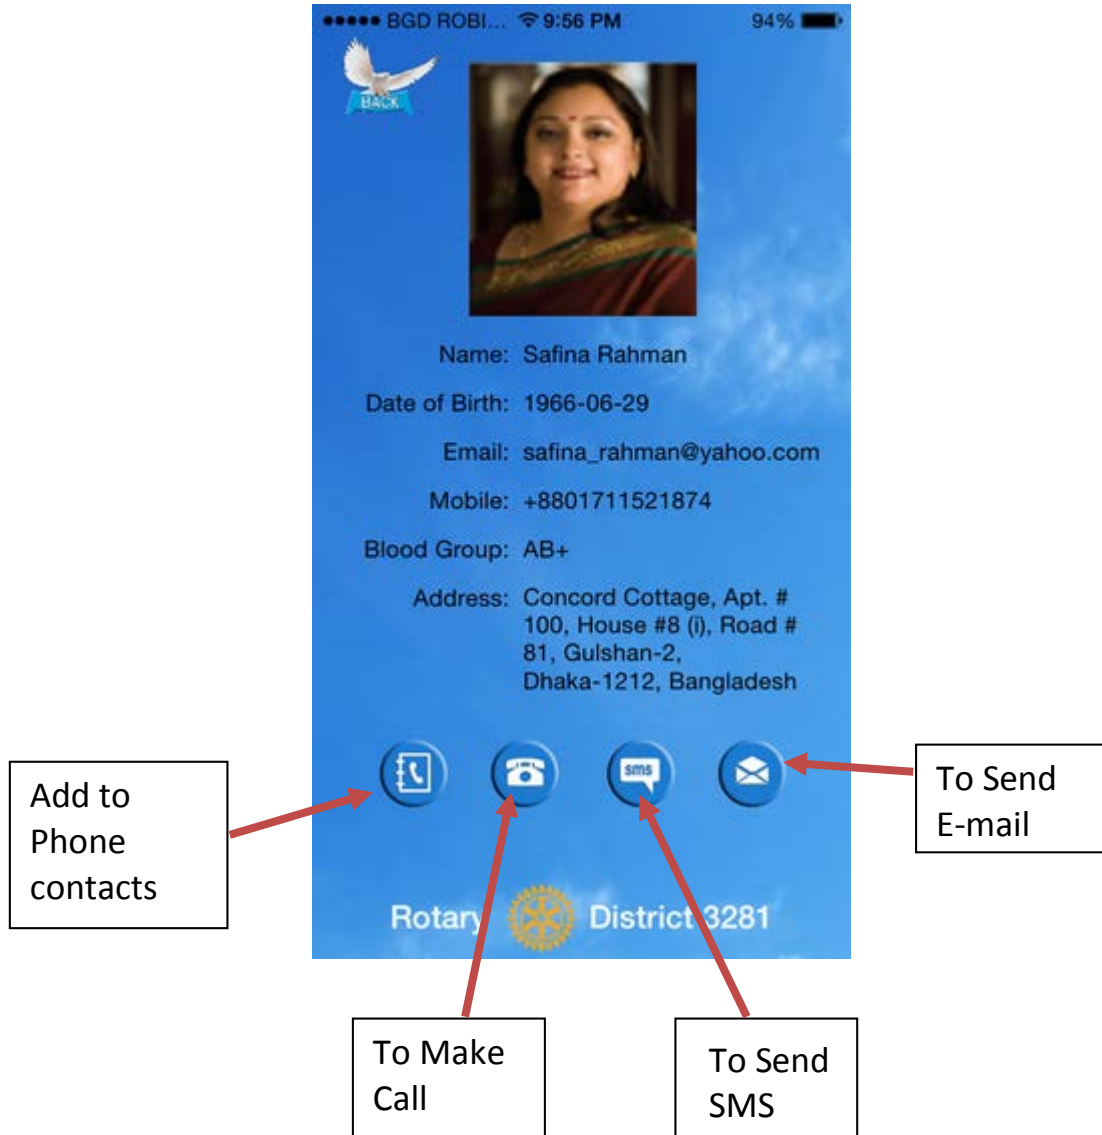 ●●●●● BGD ROBI... 9:56 PM 94%
BACK
Name: Safina Rahman
Date of Birth: 1966-06-29
Email: safina_rahman@yahoo.com
Mobile: +8801711521874
Blood Group: AB+
Address: Concord Cottage, Apt. #
100, House #8 (i), Road #
81, Gulshan-2,
Dhaka-1212, Bangladesh
sms
Add to
Phone
contacts
To Send
E-mail
Rotary District 3281
To Make
Call
To Send
SMS